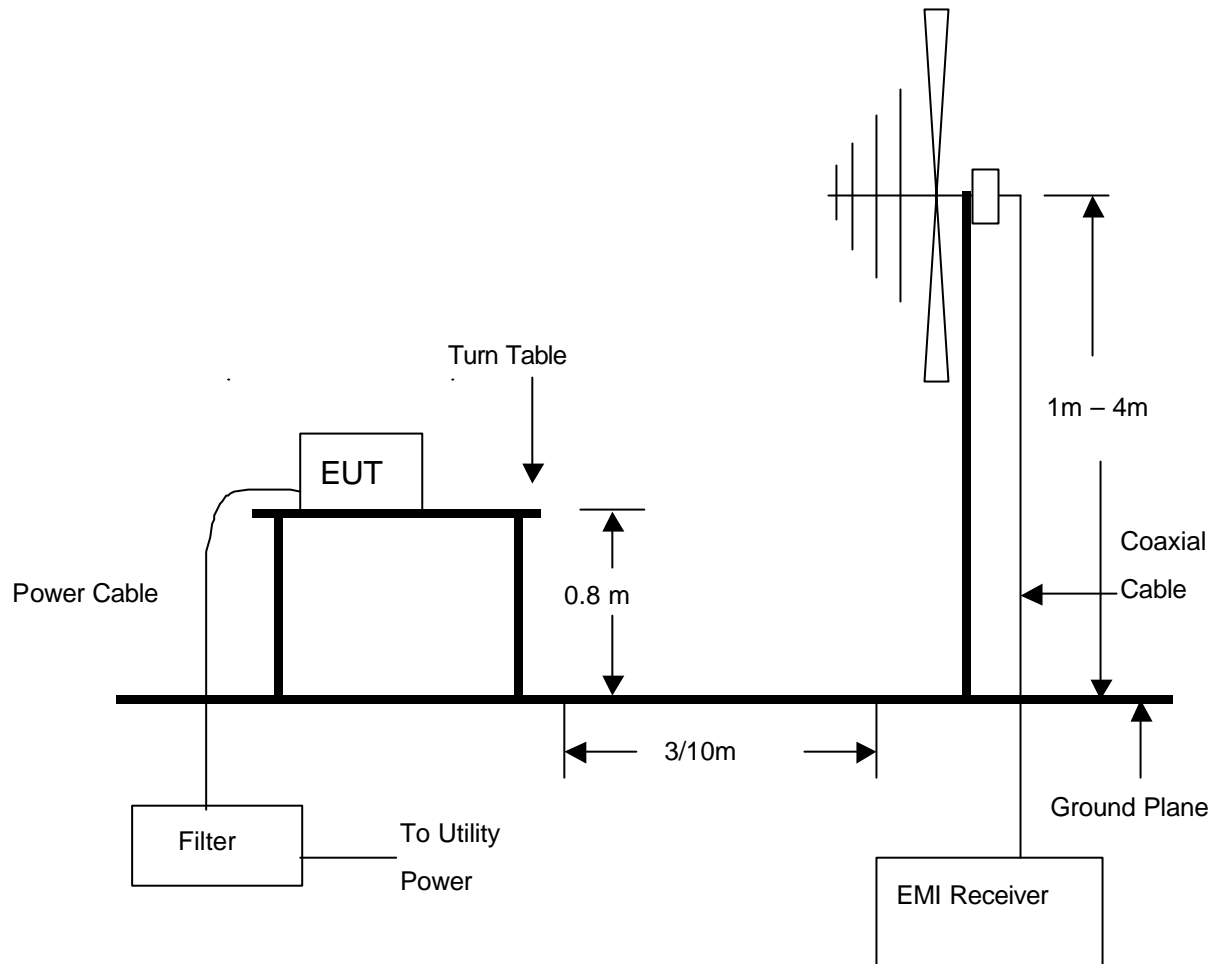 Turn Table
1m – 4m
EUT
Coaxial
Cable
Power Cable
0.8 m
3/10m
Ground Plane
Filter
To Utility
Power
EMI Receiver